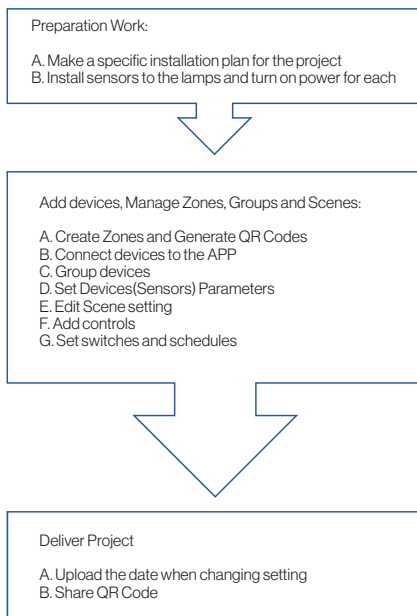 Preparation Work:
A. Make a specific installation plan for the project
B. Install sensors to the lamps and turn on power for each
Add devices, Manage Zones, Groups and Scenes:
A. Create Zones and Generate QR Codes
B. Connect devices to the APP
C. Group devices
D. Set Devices(Sensors) Parameters
E. Edit Scene setting
F. Add controls
G. Set switches and schedules
Deliver Project
A. Upload the date when changing setting
B. Share QR Code